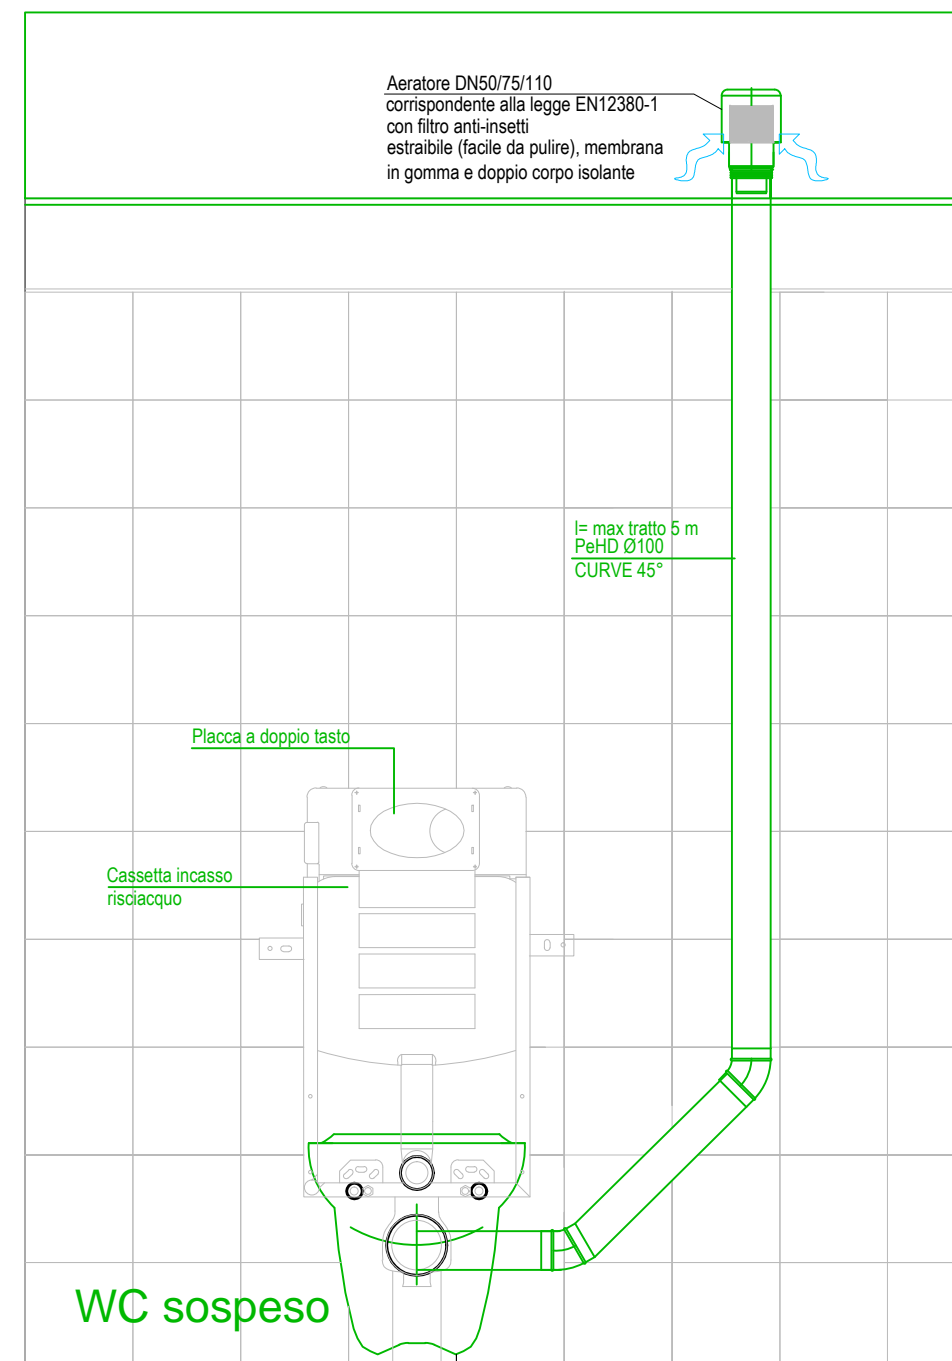 Aeratore DN50/75/110
corrispondente alla legge EN12380-1
con filtro anti-insetti
estraibile (facile da pulire), membrana
in gomma e doppio corpo isolante
l= max tratto 5 m
PeHD Ø100
CURVE 45°
Placca a doppio tasto
Cassetta incasso
risciacquo
WC sospeso